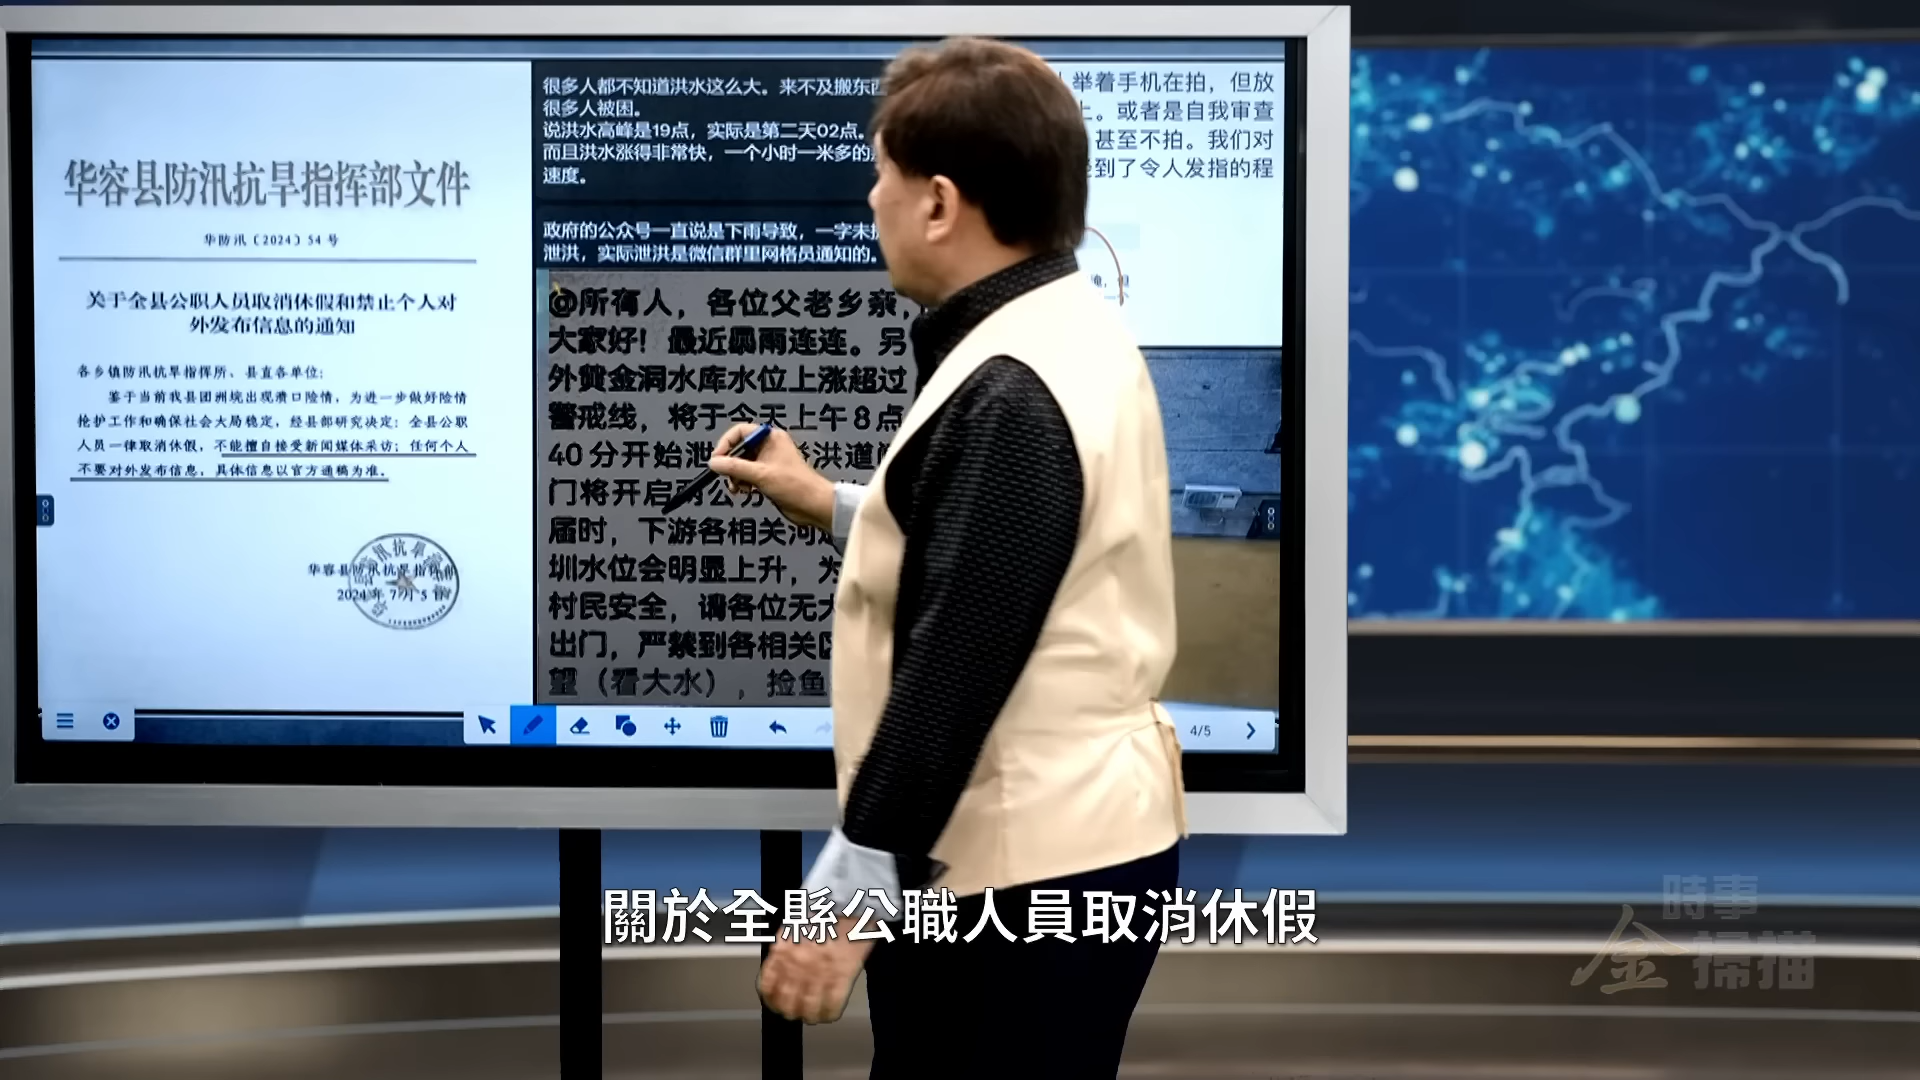 华容县防汛抗旱指挥部文件
华防汛〔2024〕54号
关于全县公职人员取消休假和禁止个人对
外发布信息的通知
各乡镇防汛抗旱指挥所、县直各单位:
鉴于当前我县团洲垸出现溃口险情，为进一步做好险情
抢护工作和确保社会大局稳定，经县部研究决定：全县公职
人员一律取消休假，不能擅自接受新闻媒体采访；任何个人
不要对外发布信息，具体信息以官方通稿为准。
华容县防汛抗旱指挥部
2024年7月5日
很多人都不知道洪水这么大。来不及搬东西
很多人被困。
说洪水高峰是19点，实际是第二天02点。
而且洪水涨得非常快，一个小时一米多的
速度。
政府的公众号一直说是下雨导致，一字未
泄洪，实际泄洪是微信群里网格员通知的。
@所有人，各位父老乡亲，
大家好！最近暴雨连连。另
外贺金洞水库水位上涨超过
警戒线，将于今天上午8点
40分开始泄 洪道
门将开启两公分
届时，下游各相关河
圳水位会明显上升，为
村民安全，请各位无大
出门，严禁到各相关
望（看大水），捡鱼
举着手机在拍，但放
上。或者是自我审查
甚至不拍。我们对
到了令人发指的程
4/5
關於全縣公職人員取消休假
時事
金掃描